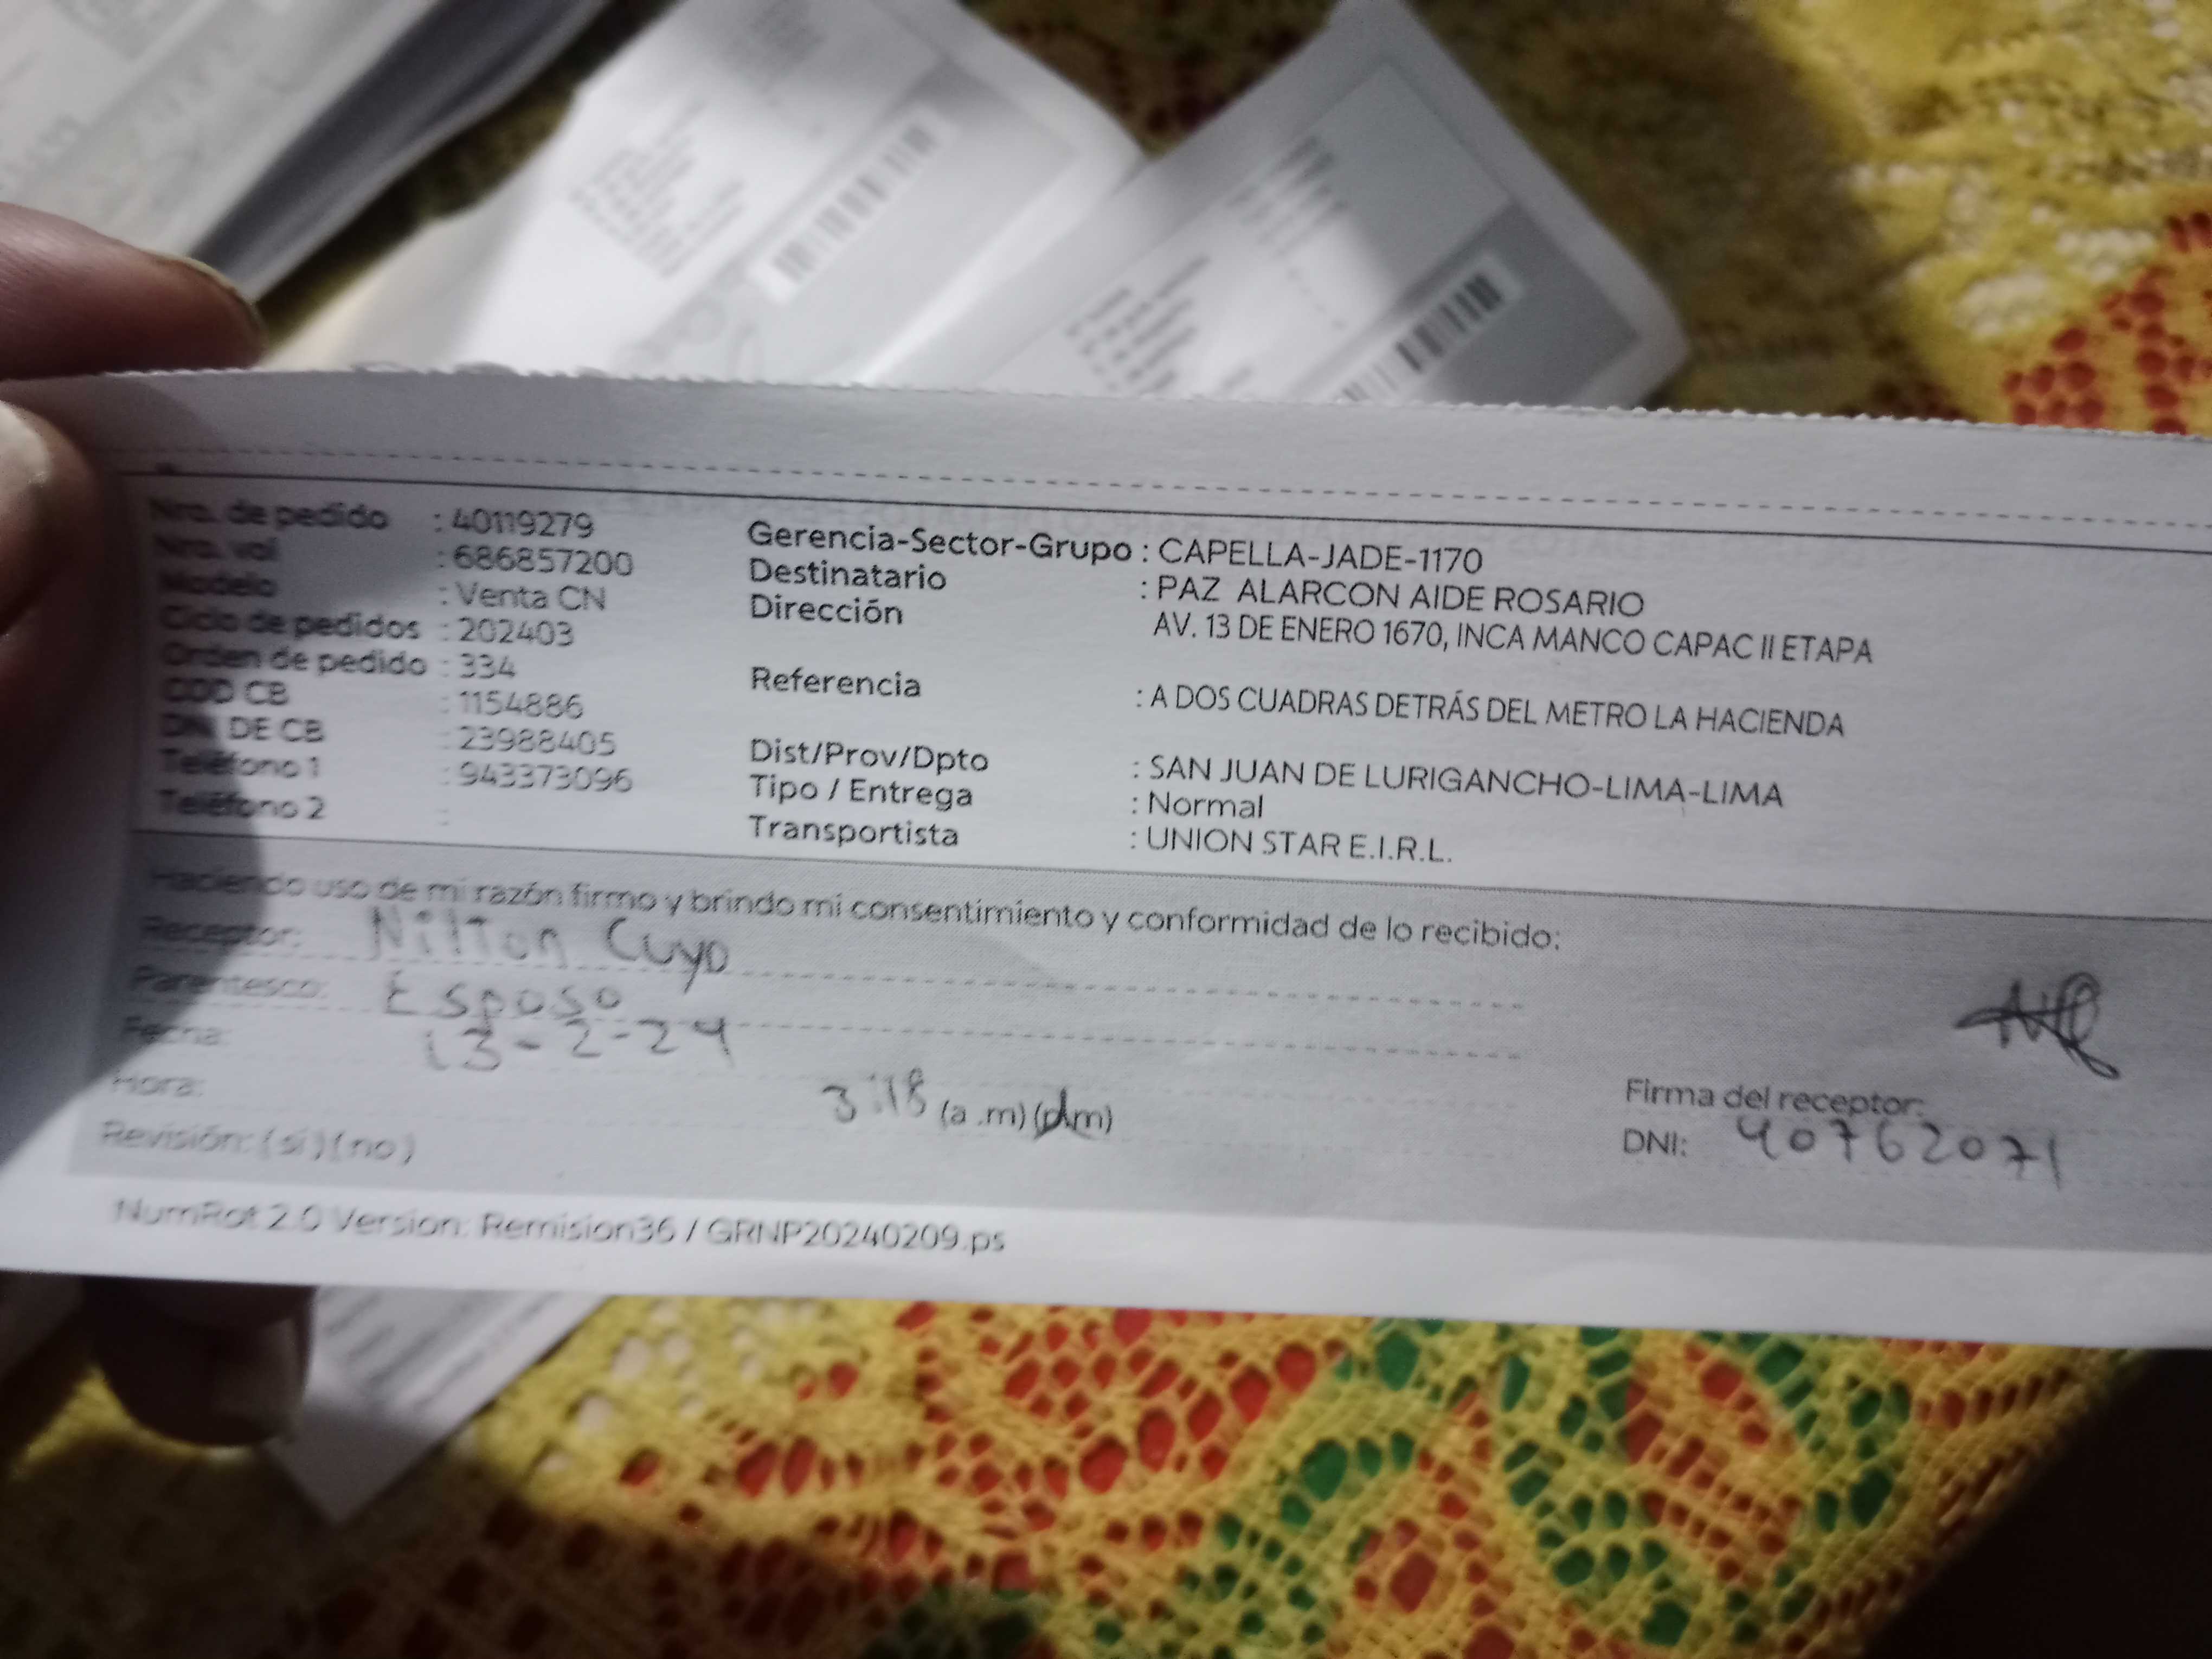 Nro. de pedido : 40119279
Nro. vol : 686857200
Modelo : Venta CN
Ciclo de pedidos : 202403
Orden de pedido : 334
COD CB : 1154886
DNI DE CB : 23988405
Teléfono 1 : 943373096
Teléfono 2 :
Gerencia-Sector-Grupo : CAPELLA-JADE-1170
Destinatario : PAZ ALARCON AIDE ROSARIO
Dirección AV. 13 DE ENERO 1670, INCA MANCO CAPAC II ETAPA
Referencia : A DOS CUADRAS DETRÁS DEL METRO LA HACIENDA
Dist/Prov/Dpto : SAN JUAN DE LURIGANCHO-LIMA-LIMA
Tipo / Entrega : Normal
Transportista : UNION STAR E.I.R.L.
Haciendo uso de mi razón firmo y brindo mi consentimiento y conformidad de lo recibido:
Receptor: Nilton Cuyo
Parentesco: Esposo
Fecha: 13-2-24
Hora: 3:18 (a .m) (p.m)
Revisión: (si) (no)
Firma del receptor:
DNI: 40762071
NumRot 2.0 Version: Remision36 / GRNP20240209.ps